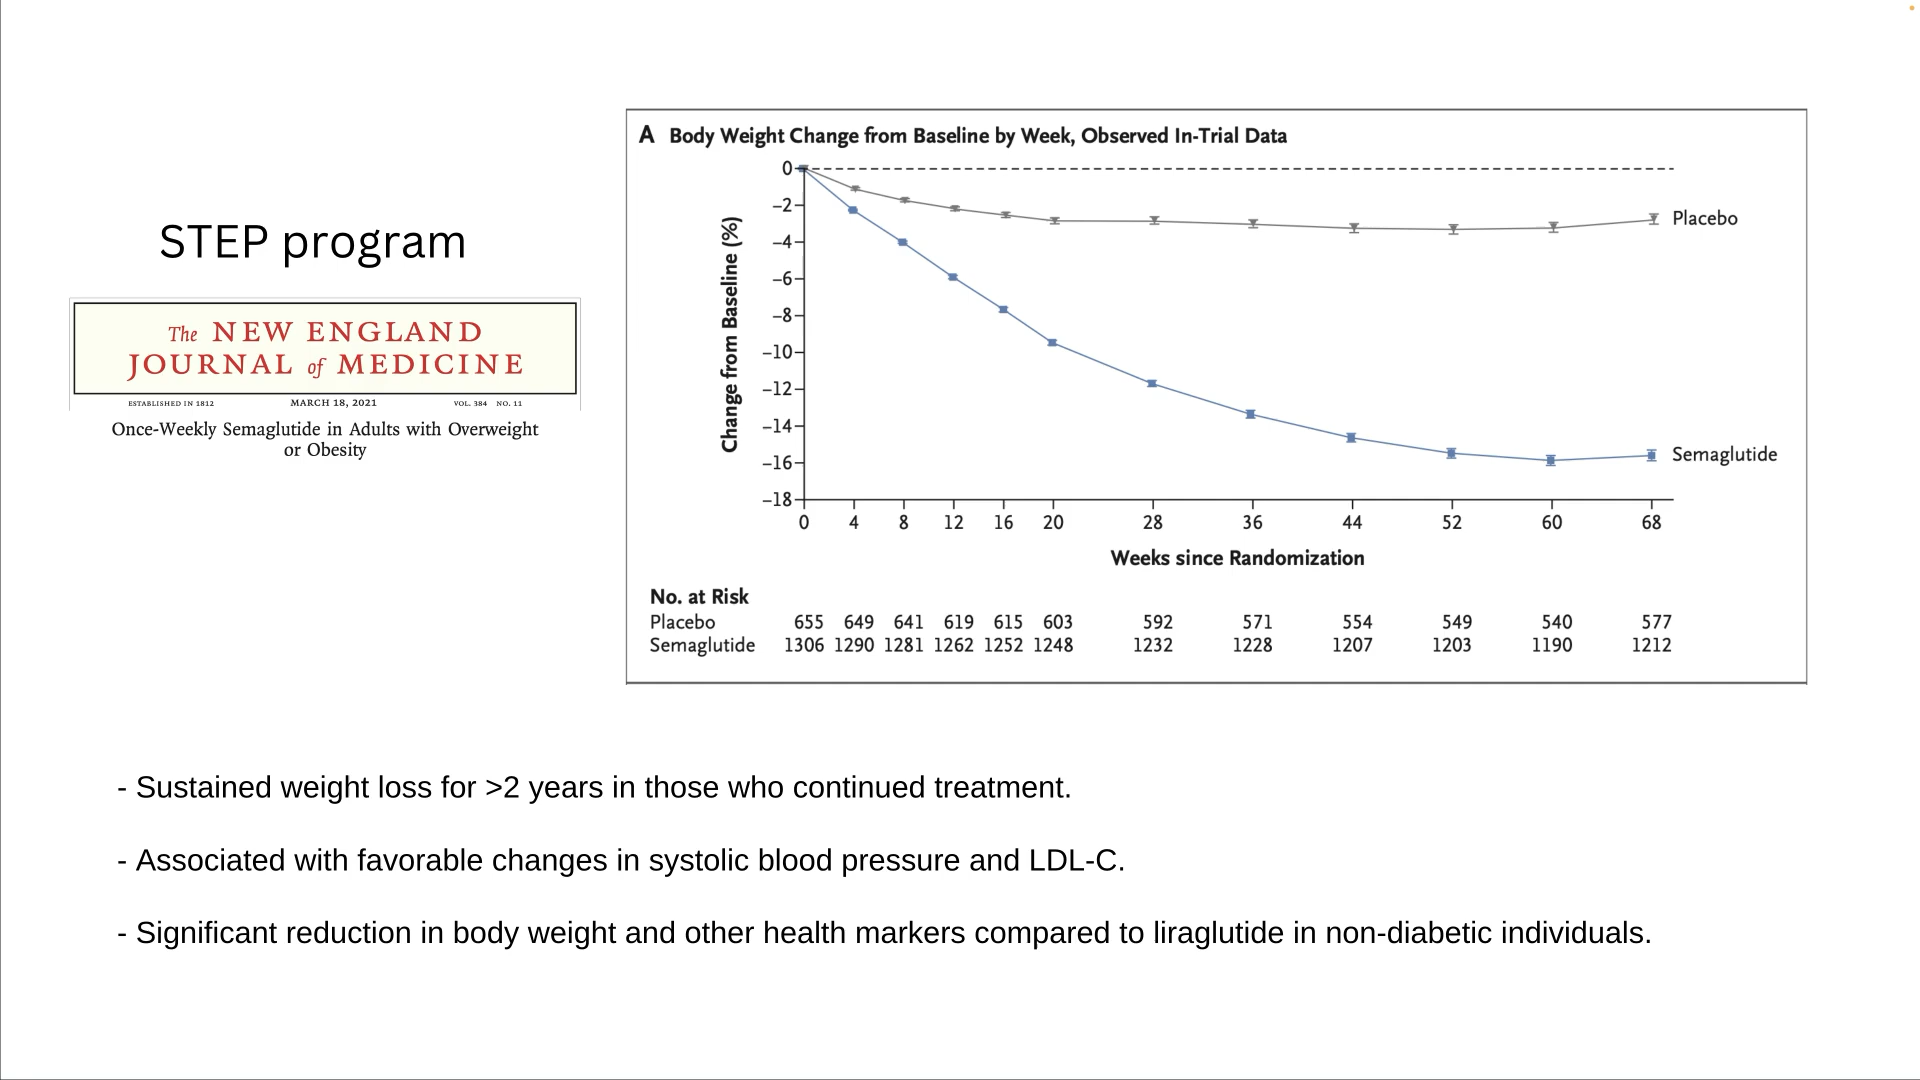 STEP program
The NEW ENGLAND
JOURNAL of MEDICINE
ESTABLISHED IN 1812 MARCH 18, 2021 VOL. 384 NO. 11
Once-Weekly Semaglutide in Adults with Overweight
or Obesity
A Body Weight Change from Baseline by Week, Observed In-Trial Data
Change from Baseline (%)
0
−2
−4
−6
−8
−10
−12
−14
−16
−18
Placebo
Semaglutide
0 4 8 12 16 20 28 36 44 52 60 68
Weeks since Randomization
No. at Risk
Placebo 655 649 641 619 615 603 592 571 554 549 540 577
Semaglutide 1306 1290 1281 1262 1252 1248 1232 1228 1207 1203 1190 1212
- Sustained weight loss for >2 years in those who continued treatment.
- Associated with favorable changes in systolic blood pressure and LDL-C.
- Significant reduction in body weight and other health markers compared to liraglutide in non-diabetic individuals.